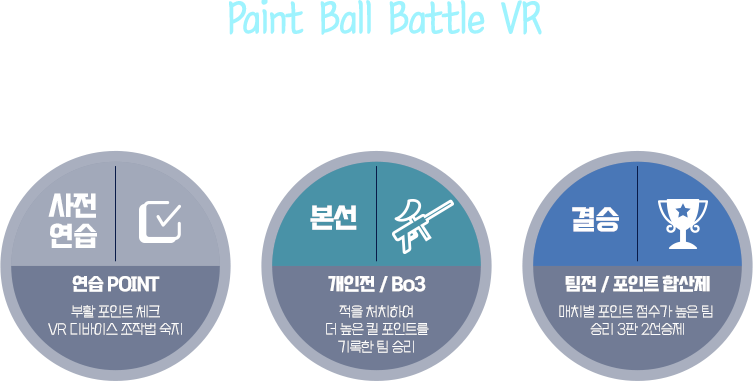 Paint Ball Battle VR
사전
연습
연습 POINT
부활 포인트 체크
VR 디바이스 조작법 숙지
본선
개인전 / Bo3
적을 처치하여
더 높은 킬 포인트를
기록한 팀 승리
결승
팀전 / 포인트 합산제
매치별 포인트 점수가 높은 팀
승리 3판 2선승제